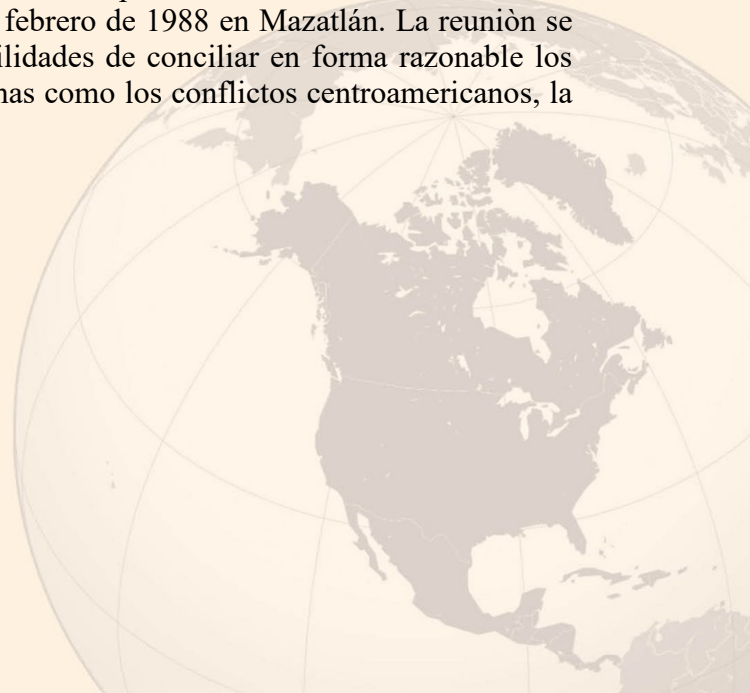 febrero de 1988 en Mazatlán. La reuniòn se
ilidades de conciliar en forma razonable los
nas como los conflictos centroamericanos, la